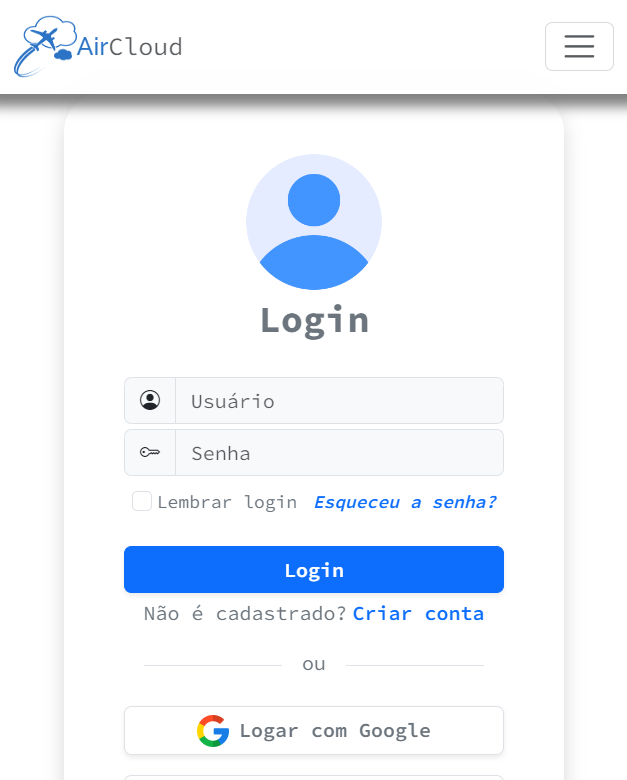 AirCloud
Login
Usuário
Senha
Lembrar login Esqueceu a senha?
Login
Não é cadastrado? Criar conta
ou
Logar com Google